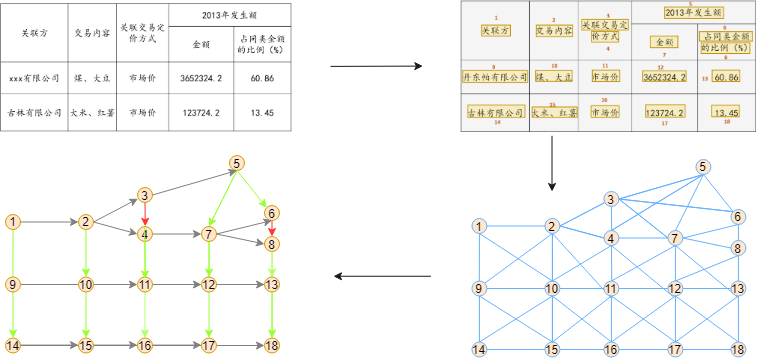 关联方
交易内容
关联交易定
价方式
2013年发生额
金额
占同类金额
的比例（%）
xxx有限公司 煤、大豆 市场价 3652324.2 60.86
吉林有限公司 大米、红薯 市场价 123724.2 13.45
1
关联方
2
交易内容
3
关联交易定
价方式
4
5
2013年发生额
金额
7
6
占同类金额
的比例（%）
8
9 10 11 12
丹东帕有限公司 煤、大豆 市场价 3652324.2 13 60.86
15 16
吉林有限公司 大米、红薯 市场价 123724.2 13.45
14 17 18
5
3
6
1 2 4 7 8
9 10 11 12 13
14 15 16 17 18
5
3
6
1 2 4 7 8
9 10 11 12 13
14 15 16 17 18